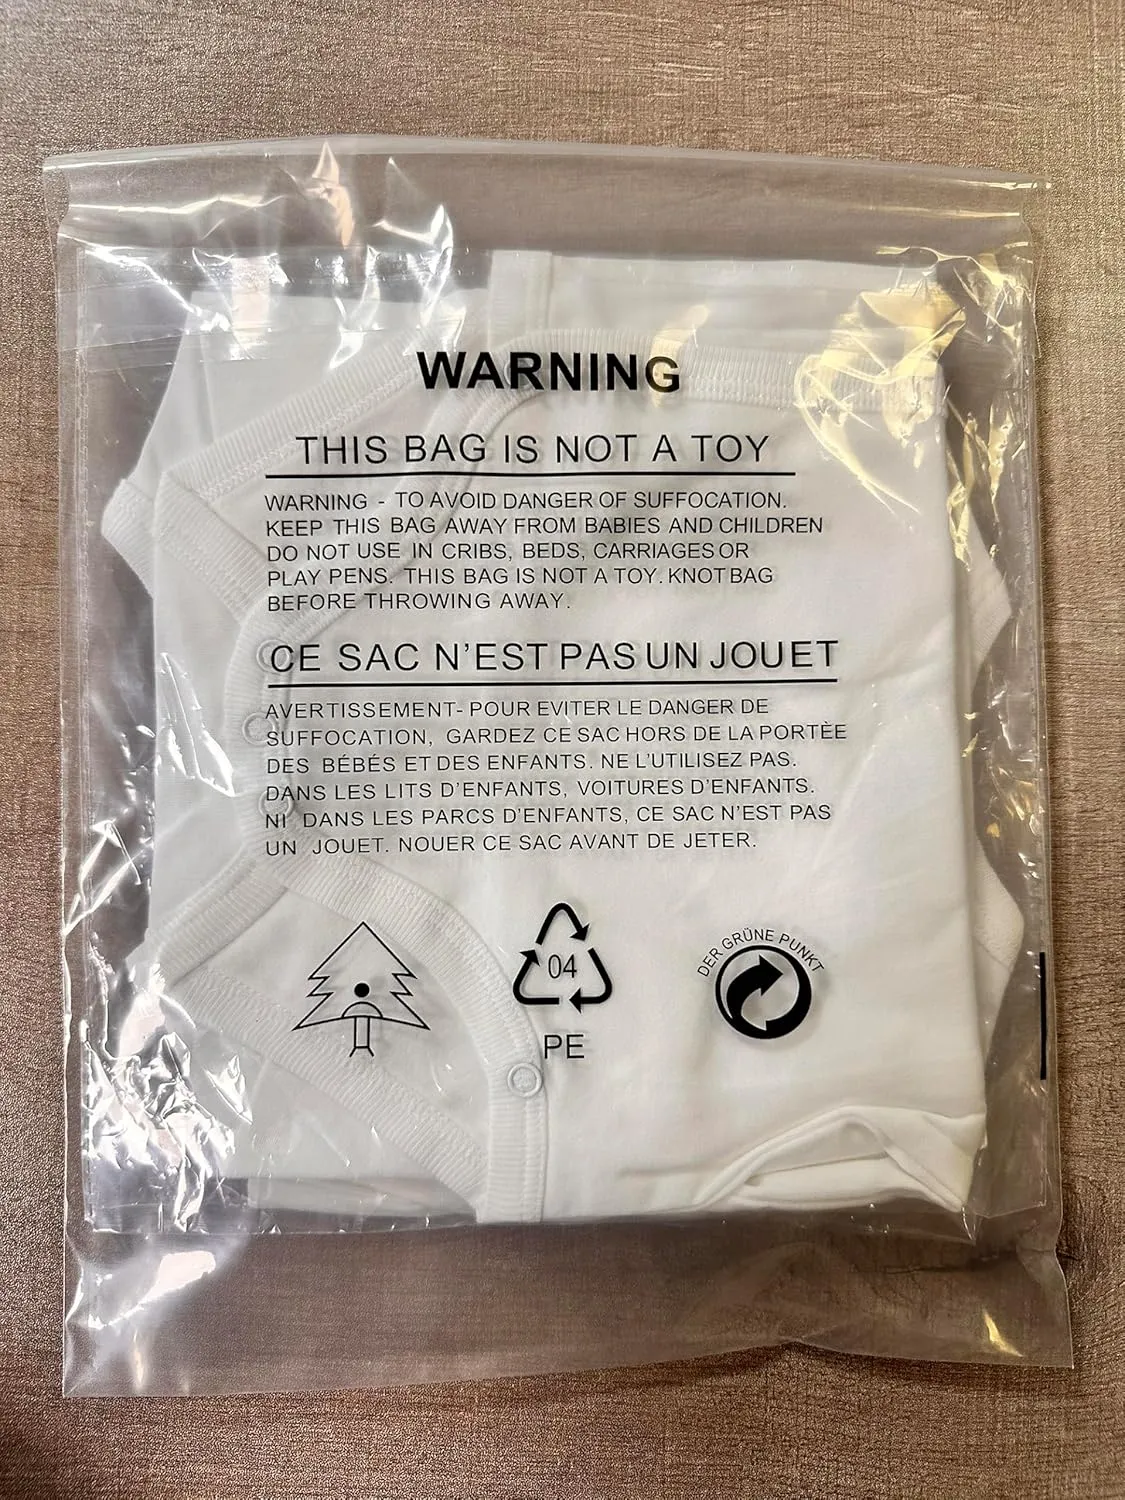 WARNING
THIS BAG IS NOT A TOY
WARNING - TO AVOID DANGER OF SUFFOCATION.
KEEP THIS BAG AWAY FROM BABIES AND CHILDREN
DO NOT USE IN CRIBS, BEDS, CARRIAGES OR
PLAY PENS. THIS BAG IS NOT A TOY. KNOT BAG
BEFORE THROWING AWAY.
CE SAC N'EST PAS UN JOUET
AVERTISSEMENT- POUR EVITER LE DANGER DE
SUFFOCATION, GARDEZ CE SAC HORS DE LA PORTÈE
DES BÉBÉS ET DES ENFANTS. NE L'UTILISEZ PAS.
DANS LES LITS D'ENFANTS, VOITURES D'ENFANTS.
NI DANS LES PARCS D'ENFANTS, CE SAC N'EST PAS
UN JOUET. NOUER CE SAC AVANT DE JETER.
04
PE
DER GRÜNE PUNKT